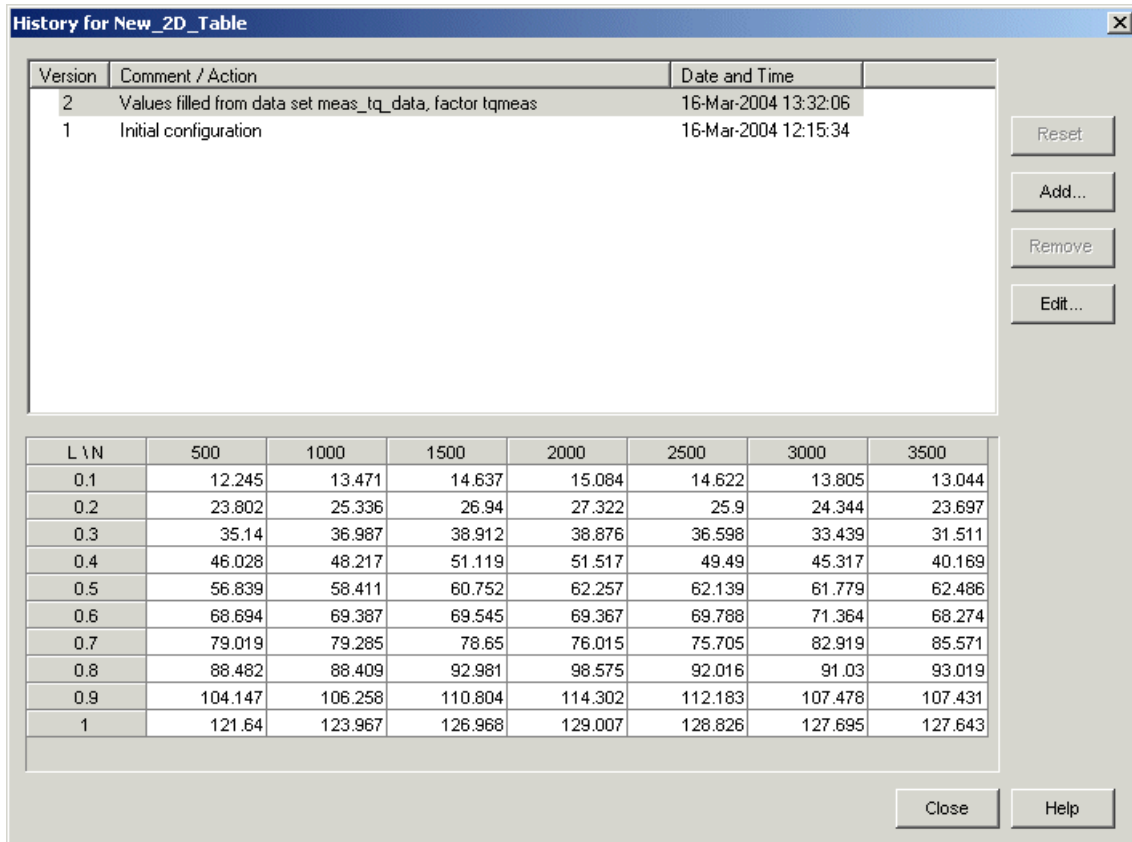 History for New_2D_Table
Version Comment / Action Date and Time
2 Values filled from data set meas_tq_data, factor tqmeas 16-Mar-2004 13:32:06
1 Initial configuration 16-Mar-2004 12:15:34
Reset
Add...
Remove
Edit...
L \ N 500 1000 1500 2000 2500 3000 3500
0.1 12.245 13.471 14.637 15.084 14.622 13.805 13.044
0.2 23.802 25.336 26.94 27.322 25.9 24.344 23.697
0.3 35.14 36.987 38.912 38.876 36.598 33.439 31.511
0.4 46.028 48.217 51.119 51.517 49.49 45.317 40.169
0.5 56.839 58.411 60.752 62.257 62.139 61.779 62.486
0.6 68.694 69.387 69.545 69.367 69.788 71.364 68.274
0.7 79.019 79.285 78.65 76.015 75.705 82.919 85.571
0.8 88.482 88.409 92.981 98.575 92.016 91.03 93.019
0.9 104.147 106.258 110.804 114.302 112.183 107.478 107.431
1 121.64 123.967 126.968 129.007 128.826 127.695 127.643
Close Help